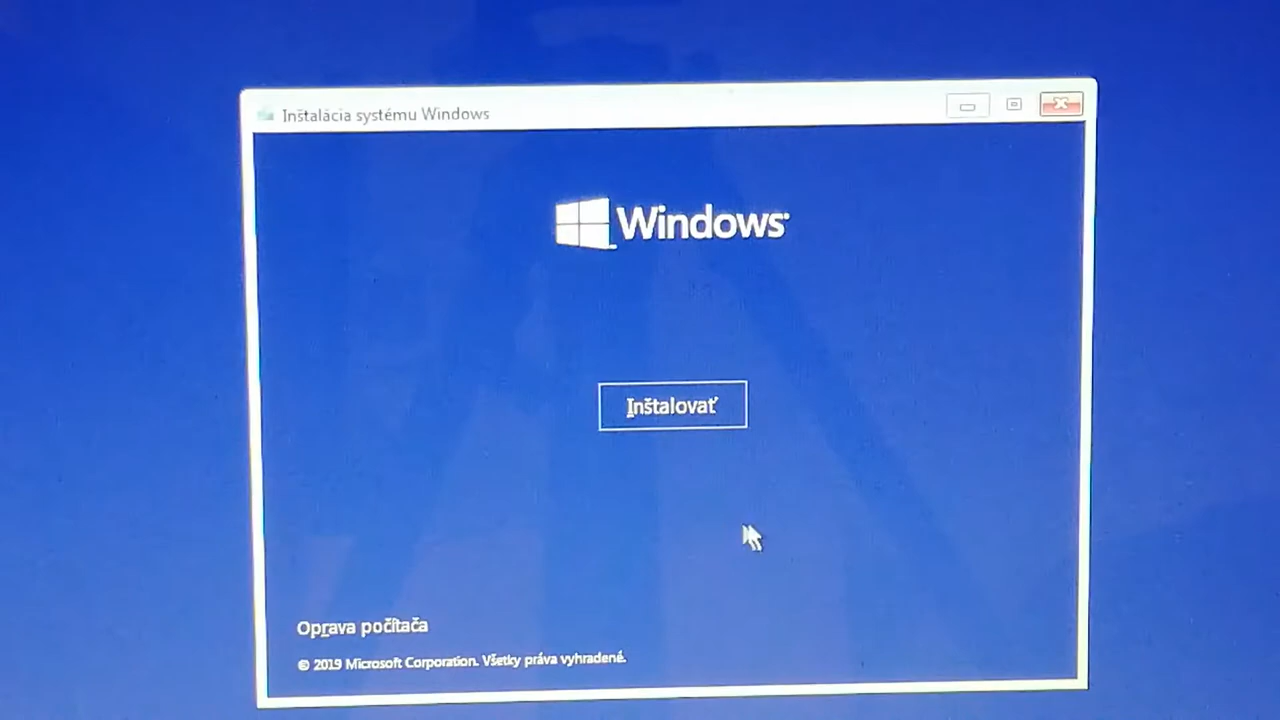 Inštalácia systému Windows
Windows
Inštalovať
Oprava počítača
© 2019 Microsoft Corporation. Všetky práva vyhradené.